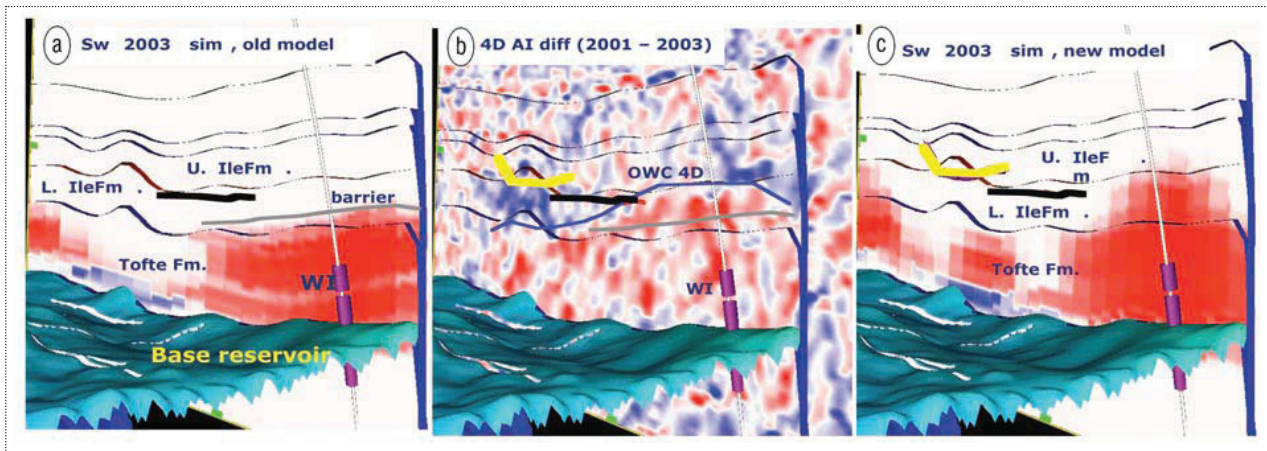 a Sw 2003 sim , old model
U. IleFm .
L. IleFm .
barrier
Tofte Fm.
WI
Base reservoir
b 4D AI diff (2001 – 2003)
OWC 4D
WI
c Sw 2003 sim , new model
U. IleF
m
L. IleFm .
Tofte Fm.